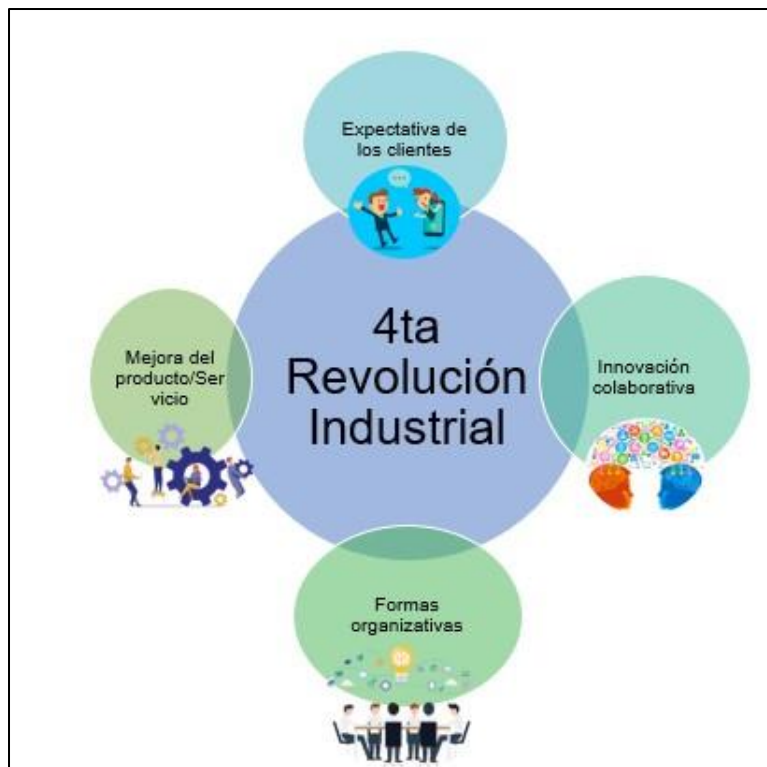 Expectativa de
los clientes
4ta
Revolución
Industrial
Mejora del
producto/Ser
vicio
Innovación
colaborativa
Formas
organizativas